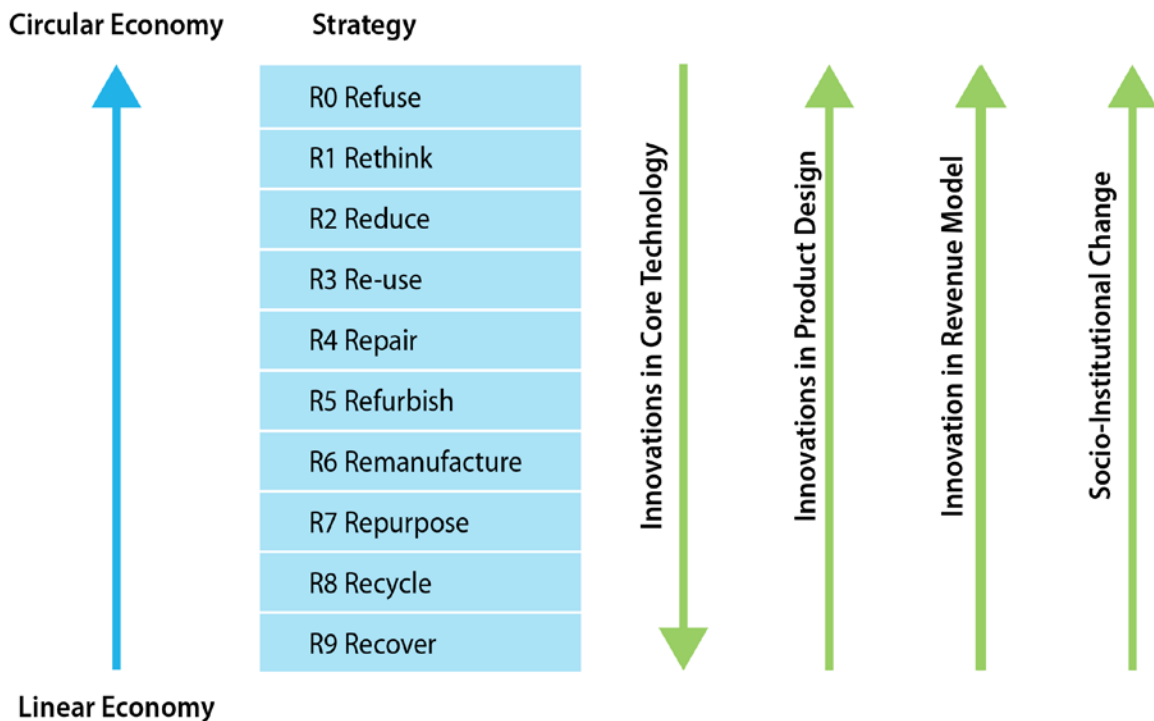 Circular Economy
Strategy
R0 Refuse
R1 Rethink
R2 Reduce
R3 Re-use
R4 Repair
R5 Refurbish
R6 Remanufacture
R7 Repurpose
R8 Recycle
R9 Recover
Linear Economy
Innovations in Core Technology
Innovations in Product Design
Innovation in Revenue Model
Socio-Institutional Change